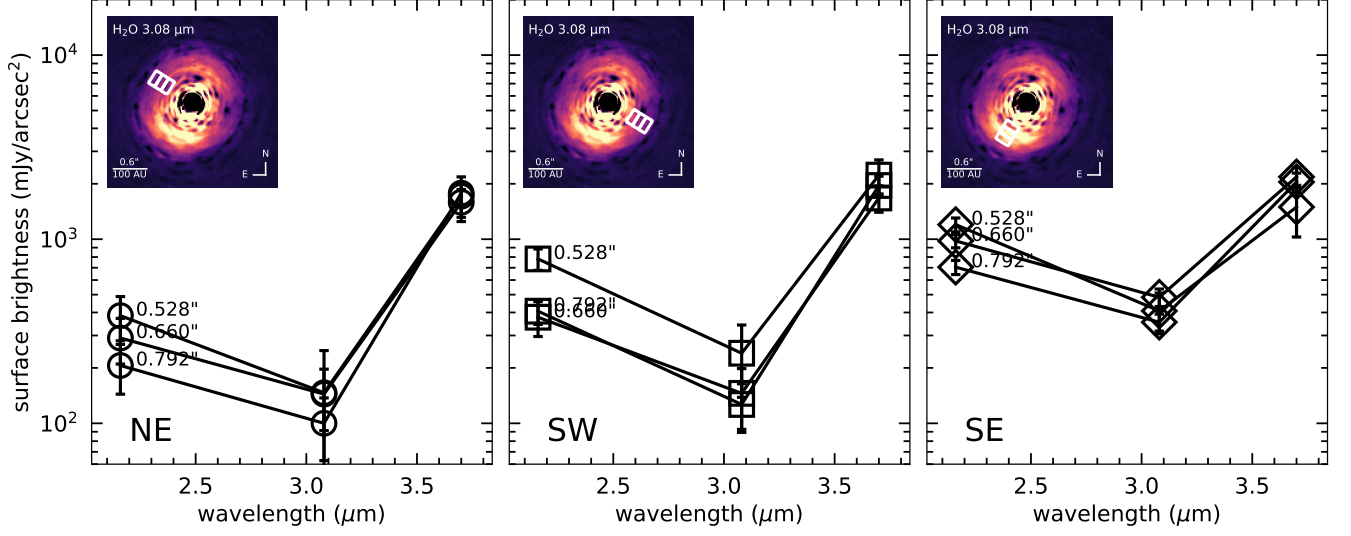 surface brightness (mJy/arcsec²)
10⁴
10³
10²
H₂O 3.08 μm
0.6"
100 AU
N
E
0.528"
0.660"
0.792"
NE
2.5 3.0 3.5
wavelength (μm)
H₂O 3.08 μm
0.6"
100 AU
N
E
0.528"
0.792"
0.660"
SW
2.5 3.0 3.5
wavelength (μm)
H₂O 3.08 μm
0.6"
100 AU
N
E
0.528"
0.660"
0.792"
SE
2.5 3.0 3.5
wavelength (μm)